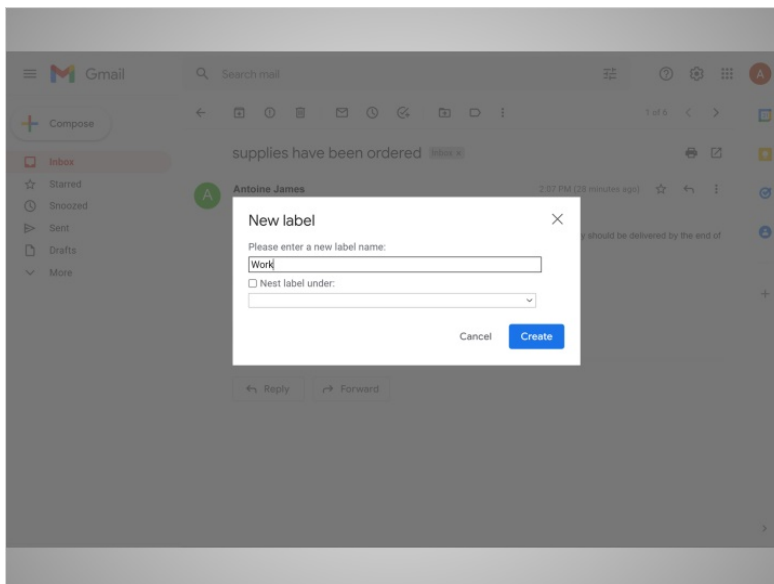 Gmail
Search mail
Compose
1 of 6
Inbox
Starred
Snoozed
Sent
Drafts
More
supplies have been ordered Inbox x
A
Antoine James
2:07 PM (28 minutes ago)
A
y should be delivered by the end of
New label
Please enter a new label name:
Work
Nest label under:
Cancel
Create
Reply
Forward